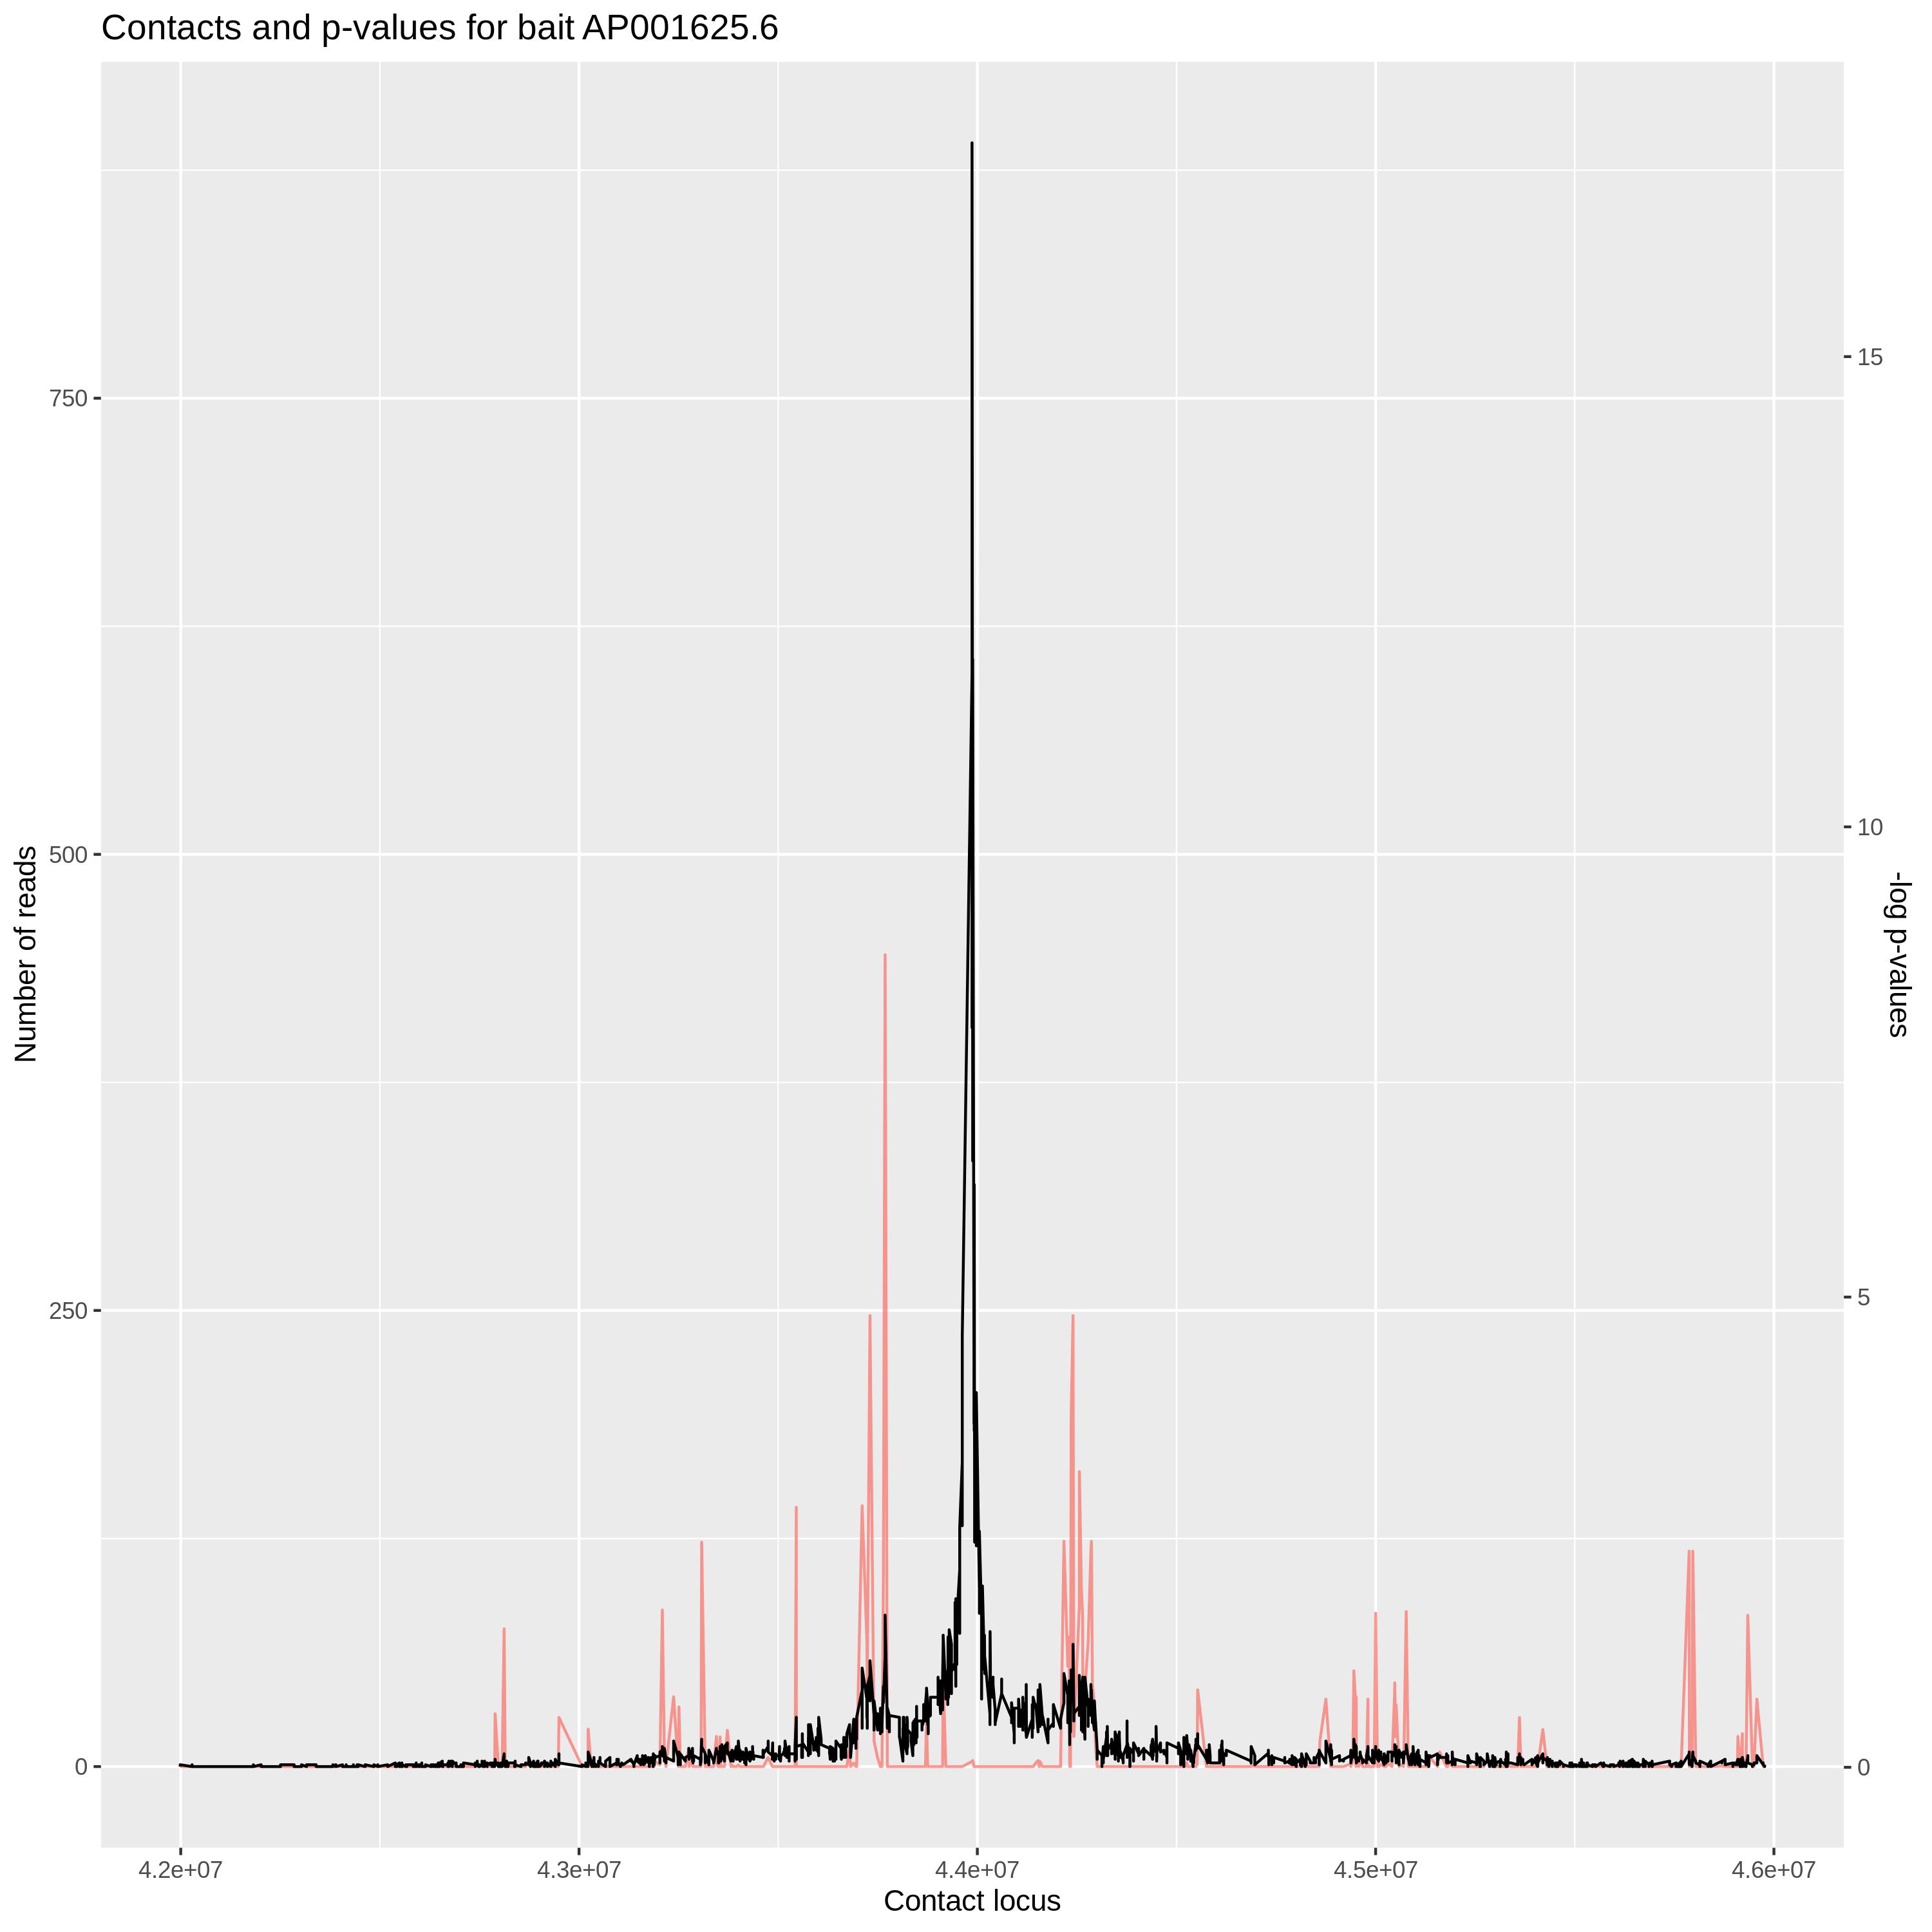 Contacts and p-values for bait AP001625.6
Number of reads
750
500
250
0
15
10
5
0
-log p-values
4.2e+07
4.3e+07
4.4e+07
4.5e+07
4.6e+07
Contact locus